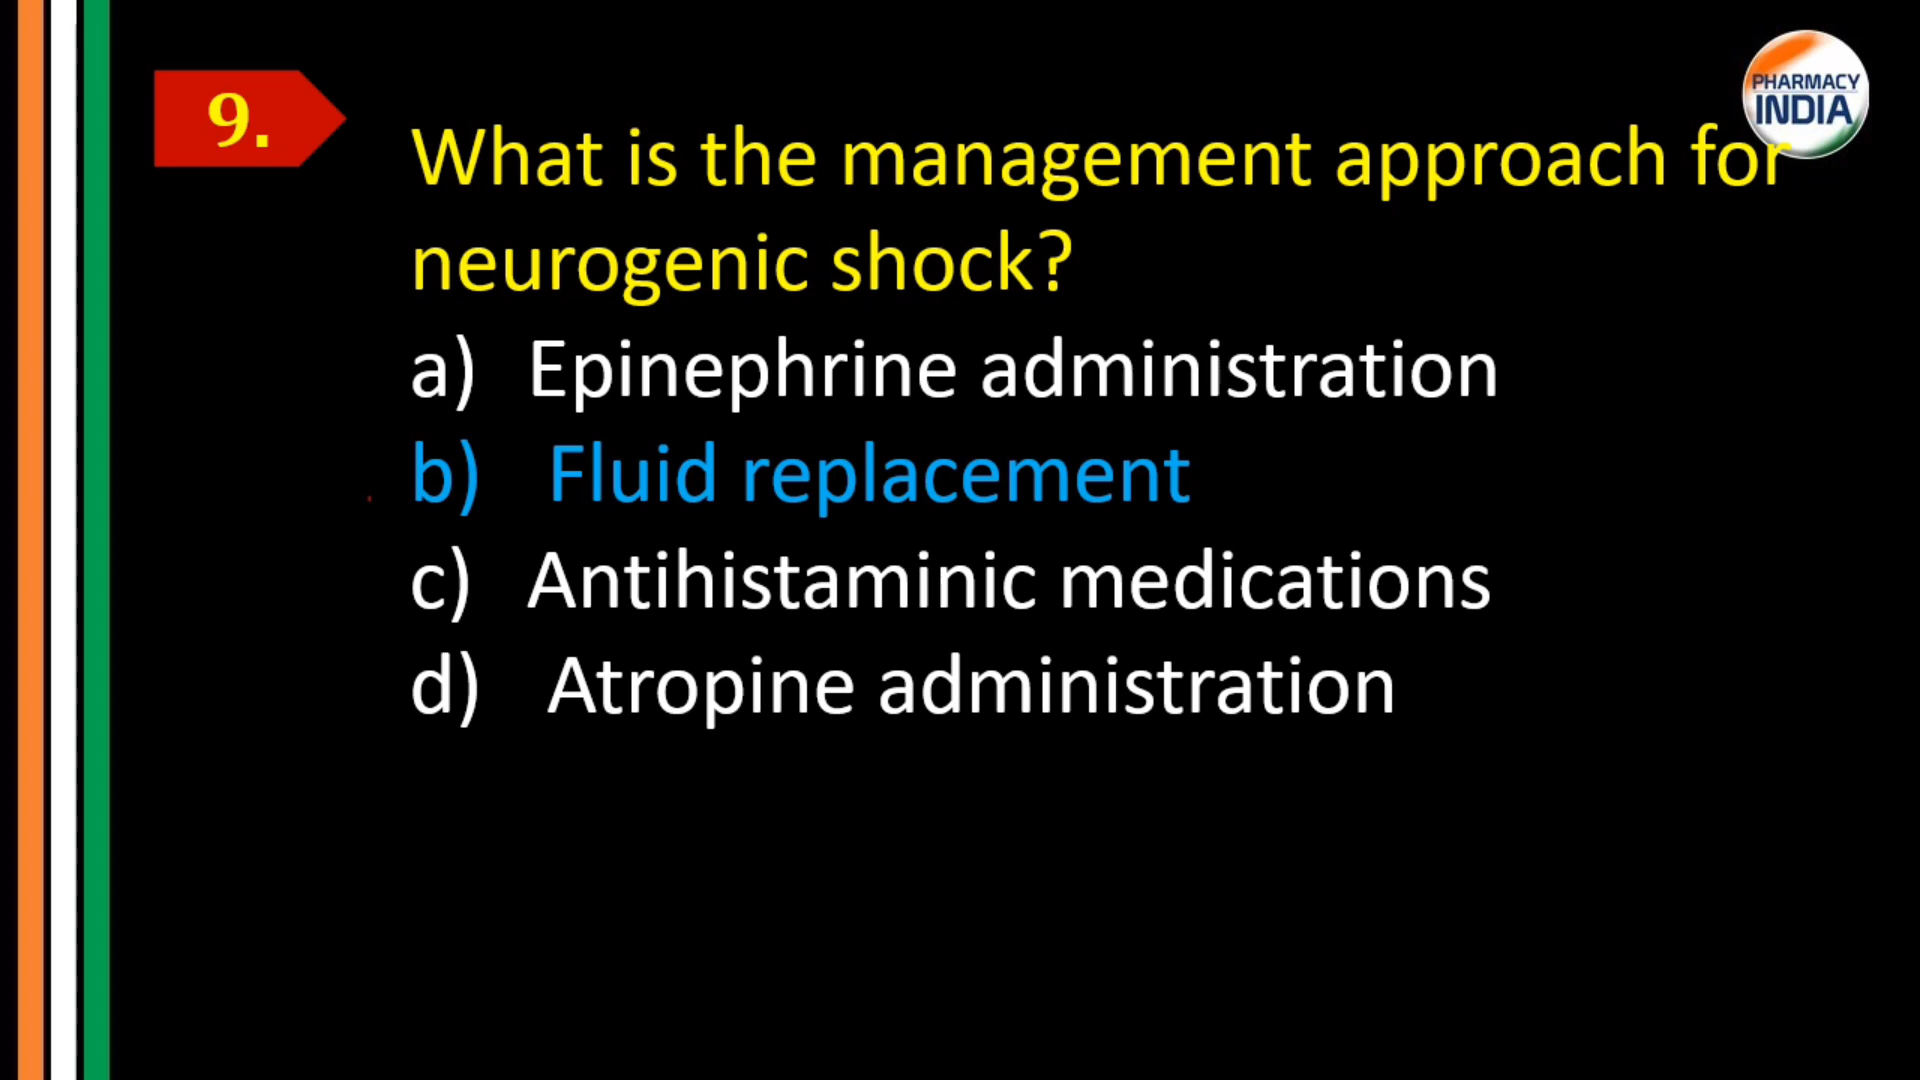 9.
PHARMACY
INDIA
What is the management approach for
neurogenic shock?
a) Epinephrine administration
b) Fluid replacement
c) Antihistaminic medications
d) Atropine administration